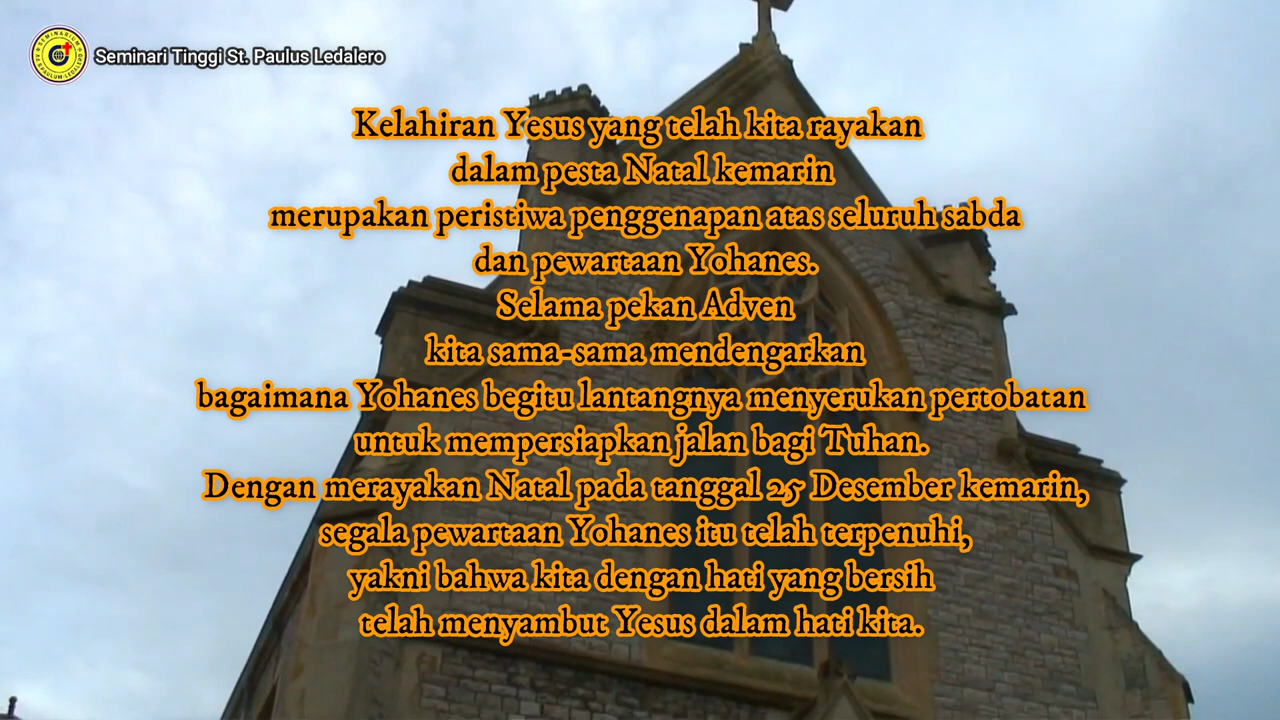 Seminari Tinggi St. Paulus Ledalero
Kelahiran Yesus yang telah kita rayakan
dalam pesta Natal kemarin
merupakan peristiwa penggenapan atas seluruh sabda
dan pewartaan Yohanes.
Selama pekan Adven
kita sama-sama mendengarkan
bagaimana Yohanes begitu lantangnya menyerukan pertobatan
untuk mempersiapkan jalan bagi Tuhan.
Dengan merayakan Natal pada tanggal 25 Desember kemarin,
segala pewartaan Yohanes itu telah terpenuhi,
yakni bahwa kita dengan hati yang bersih
telah menyambut Yesus dalam hati kita.